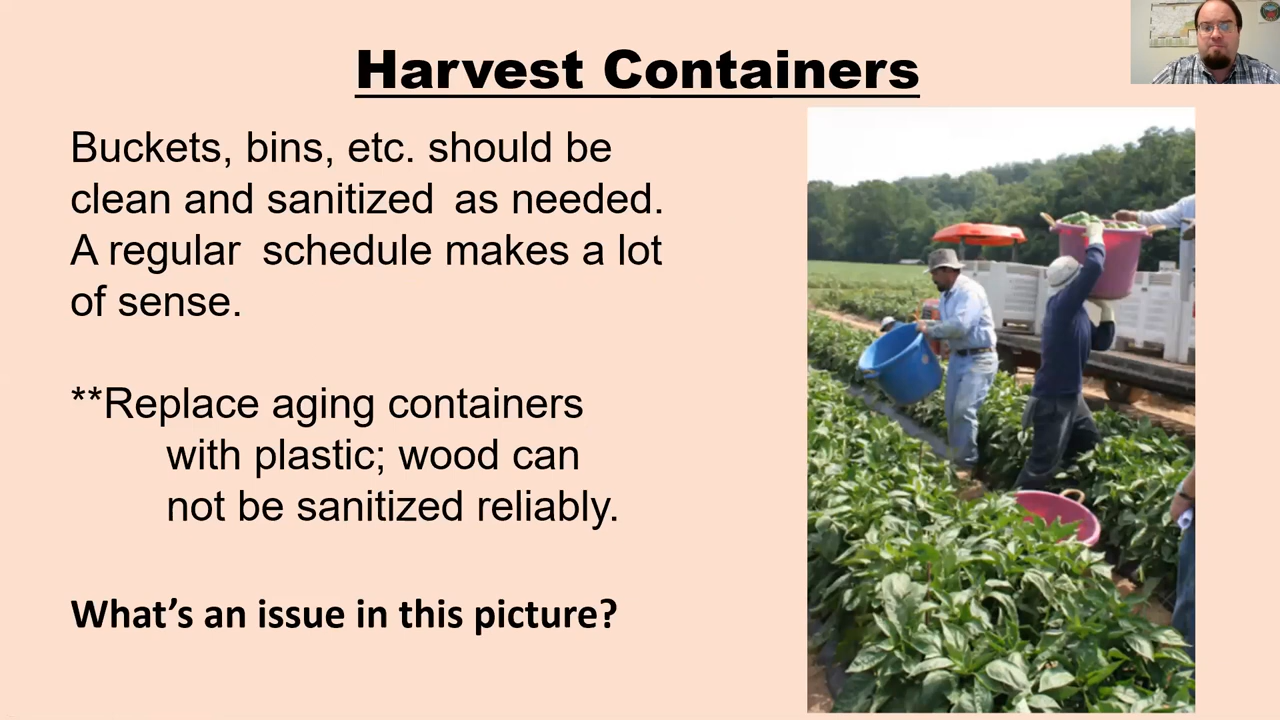 Harvest Containers
Buckets, bins, etc. should be
clean and sanitized as needed.
A regular schedule makes a lot
of sense.
**Replace aging containers
with plastic; wood can
not be sanitized reliably.
What’s an issue in this picture?